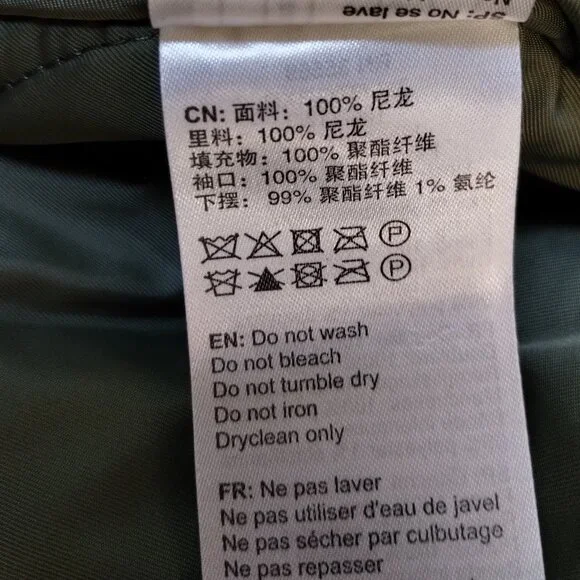 SP: No se lave
CN: 面料: 100% 尼龙
里料: 100% 尼龙
填充物: 100% 聚酯纤维
袖口: 100% 聚酯纤维
下摆: 99% 聚酯纤维 1% 氨纶
P
P
EN: Do not wash
Do not bleach
Do not tumble dry
Do not iron
Dryclean only
FR: Ne pas laver
Ne pas utiliser d'eau de javel
Ne pas sécher par culbutage
Ne pas repasser